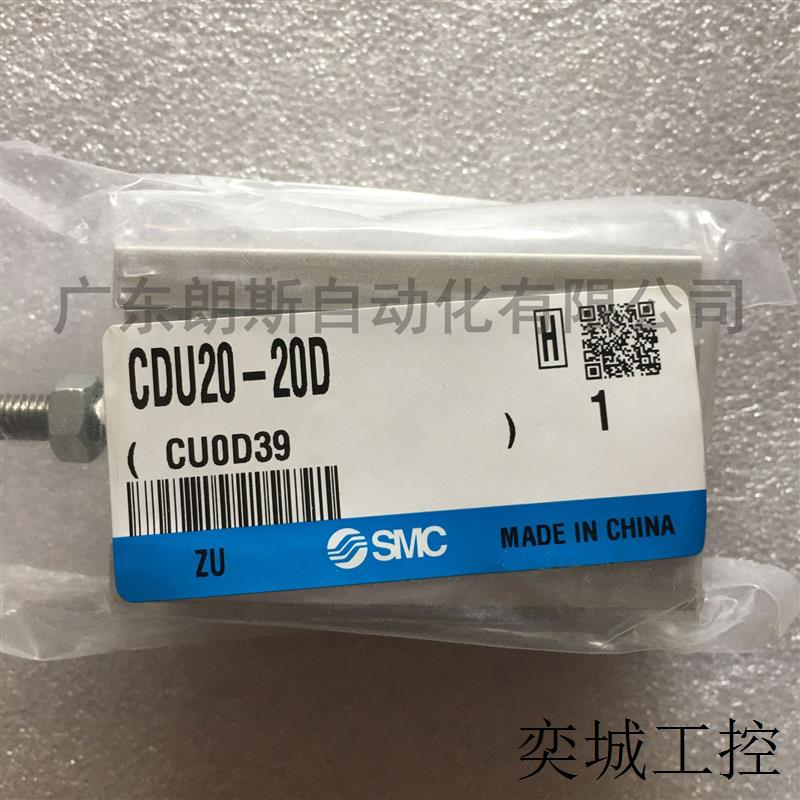 广东朗斯自动化有限公司
CDU20-20D
H
( CU0D39 )
1
ZU
SMC
MADE IN CHINA
奕城工控